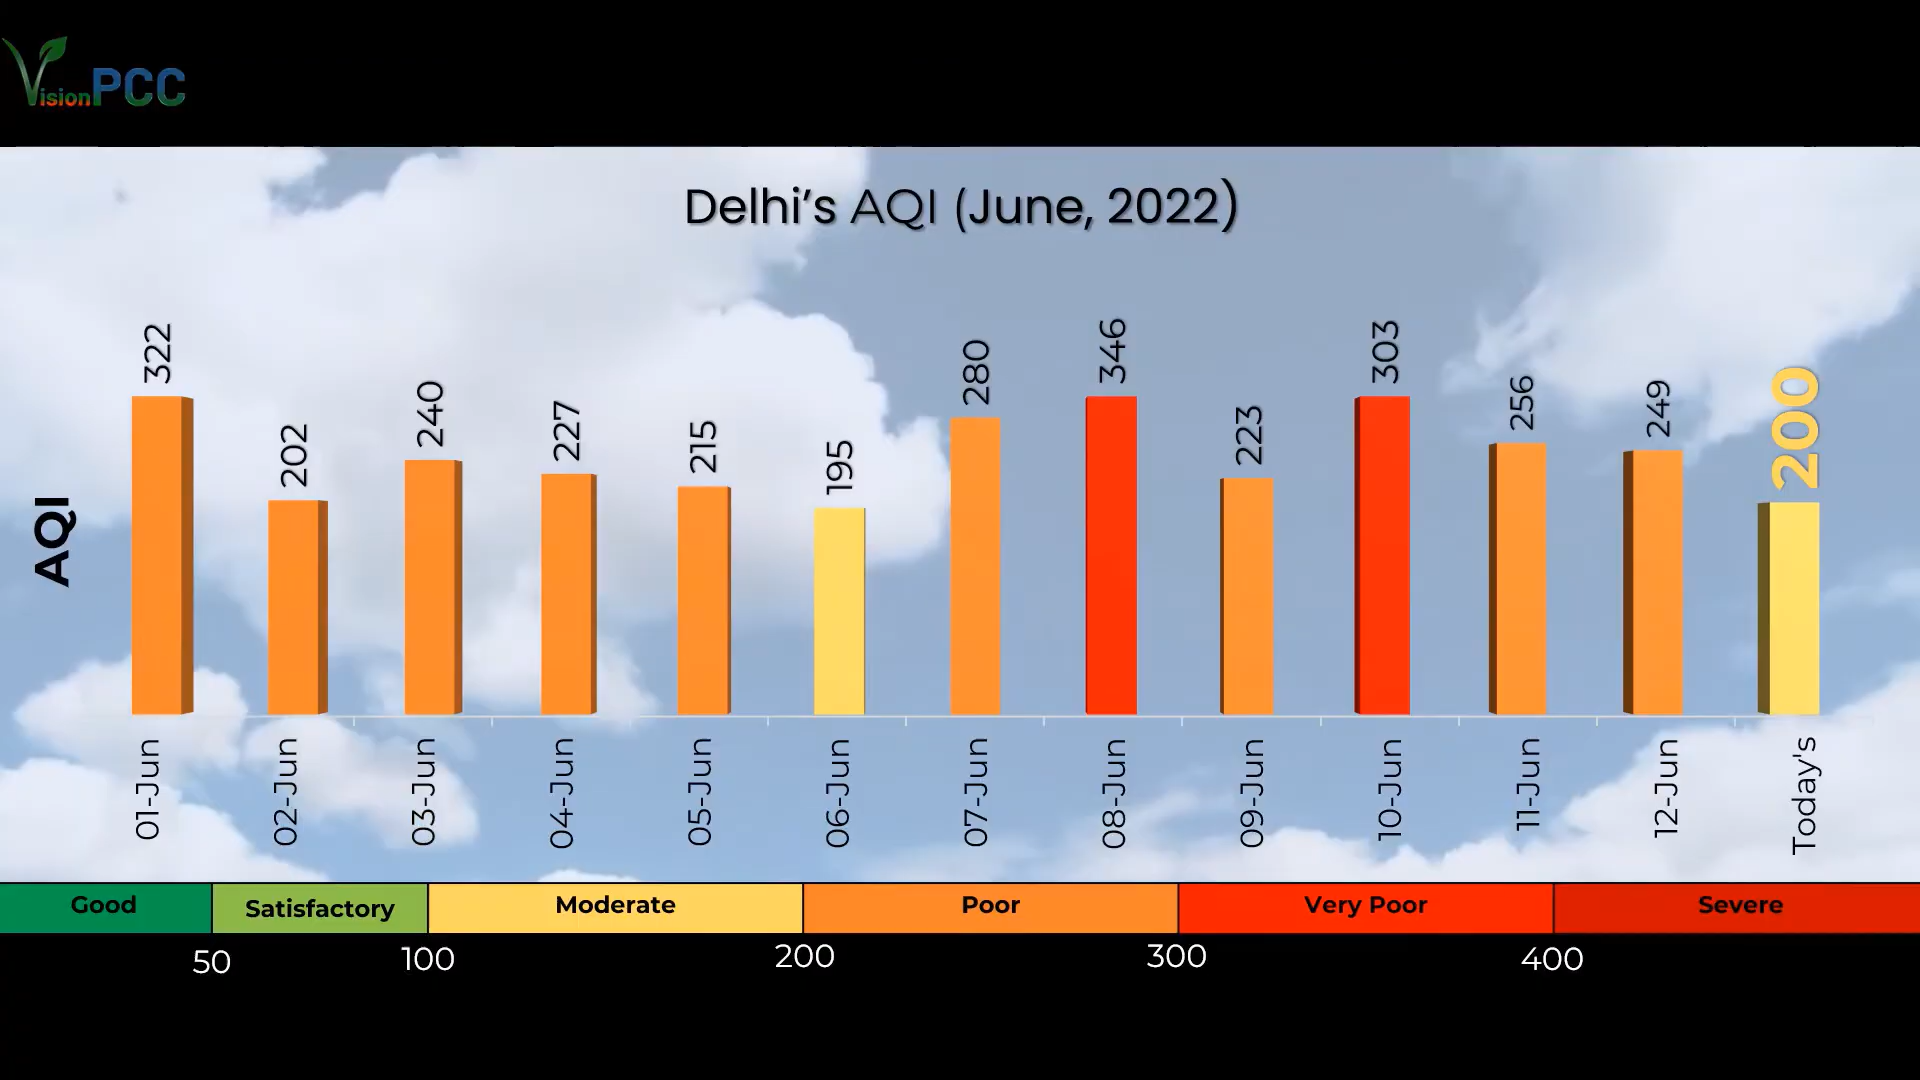 Vision PCC
Delhi's AQI (June, 2022)
AQI
322
202
240
227
215
195
280
346
223
303
256
249
200
01-Jun
02-Jun
03-Jun
04-Jun
05-Jun
06-Jun
07-Jun
08-Jun
09-Jun
10-Jun
11-Jun
12-Jun
Today's
Good
Satisfactory
Moderate
Poor
Very Poor
Severe
50
100
200
300
400